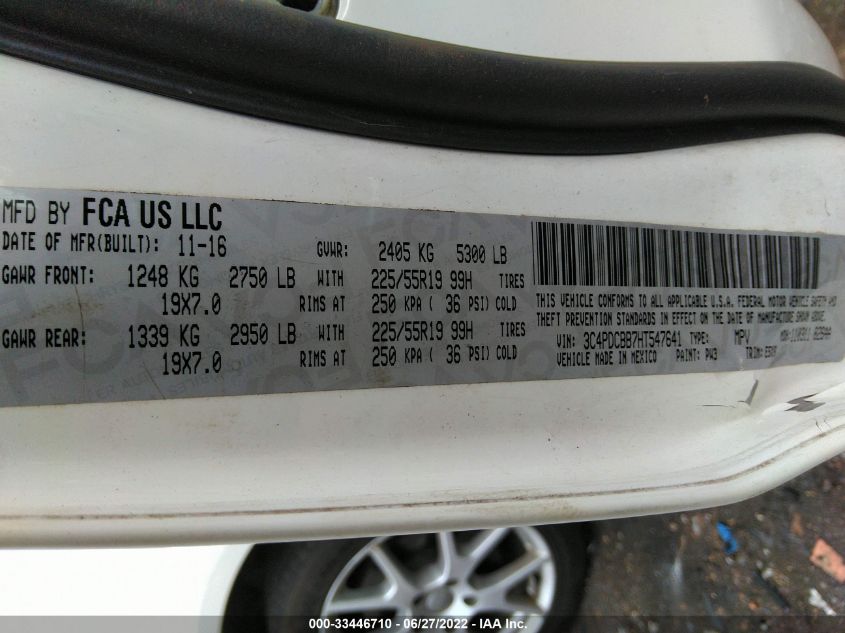 MFD BY FCA US LLC
DATE OF MFR(BUILT): 11-16 GVWR: 2405 KG 5300 LB
GAWR FRONT: 1248 KG 2750 LB WITH 225/55R19 99H TIRES
19X7.0 RIMS AT 250 KPA ( 36 PSI) COLD
GAWR REAR: 1339 KG 2950 LB WITH 225/55R19 99H TIRES
19X7.0 RIMS AT 250 KPA ( 36 PSI) COLD
THIS VEHICLE CONFORMS TO ALL APPLICABLE U.S.A. FEDERAL MOTOR VEHICLE SAFETY AND
THEFT PREVENTION STANDARDS IN EFFECT ON THE DATE OF MANUFACTURE SHOWN ABOVE.
VIN: 3C4PDCBB7HT547641 TYPE: MPV MDH: 110311
VEHICLE MADE IN MEXICO PAINT: PW3 TRIM:
000-33446710 - 06/27/2022 - IAA Inc.